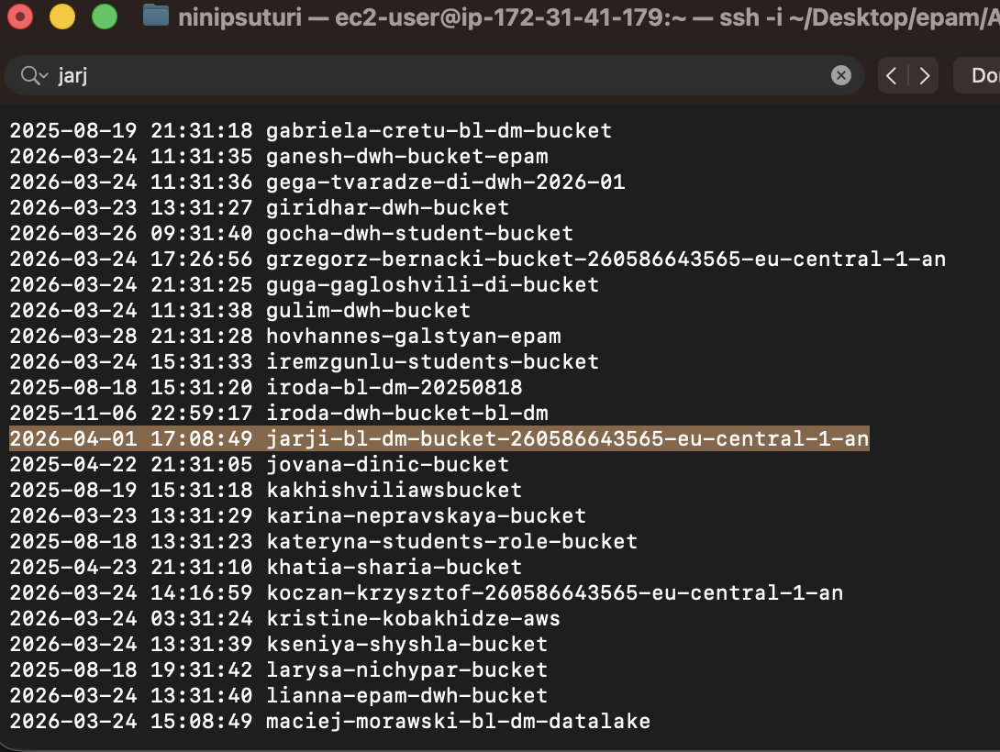 ninipsuturi — ec2-user@ip-172-31-41-179:~ — ssh -i ~/Desktop/epam/A
jarj
2025-08-19 21:31:18 gabriela-cretu-bl-dm-bucket
2026-03-24 11:31:35 ganesh-dwh-bucket-epam
2026-03-24 11:31:36 gega-tvaradze-di-dwh-2026-01
2026-03-23 13:31:27 giridhar-dwh-bucket
2026-03-26 09:31:40 gocha-dwh-student-bucket
2026-03-24 17:26:56 grzegorz-bernacki-bucket-260586643565-eu-central-1-an
2026-03-24 21:31:25 guga-gagloshvili-di-bucket
2026-03-24 11:31:38 gulim-dwh-bucket
2026-03-28 21:31:28 hovhannes-galstyan-epam
2026-03-24 15:31:33 iremzgunlu-students-bucket
2025-08-18 15:31:20 iroda-bl-dm-20250818
2025-11-06 22:59:17 iroda-dwh-bucket-bl-dm
2026-04-01 17:08:49 jarji-bl-dm-bucket-260586643565-eu-central-1-an
2025-04-22 21:31:05 jovana-dinic-bucket
2025-08-19 15:31:18 kakhishviliawsbucket
2026-03-23 13:31:29 karina-nepravskaya-bucket
2025-08-18 13:31:23 kateryna-students-role-bucket
2025-04-23 21:31:10 khatia-sharia-bucket
2026-03-24 14:16:59 koczan-krzysztof-260586643565-eu-central-1-an
2026-03-24 03:31:24 kristine-kobakhidze-aws
2026-03-24 13:31:39 kseniya-shyshla-bucket
2025-08-18 19:31:42 larysa-nichypar-bucket
2026-03-24 13:31:40 lianna-epam-dwh-bucket
2026-03-24 15:08:49 maciej-morawski-bl-dm-datalake